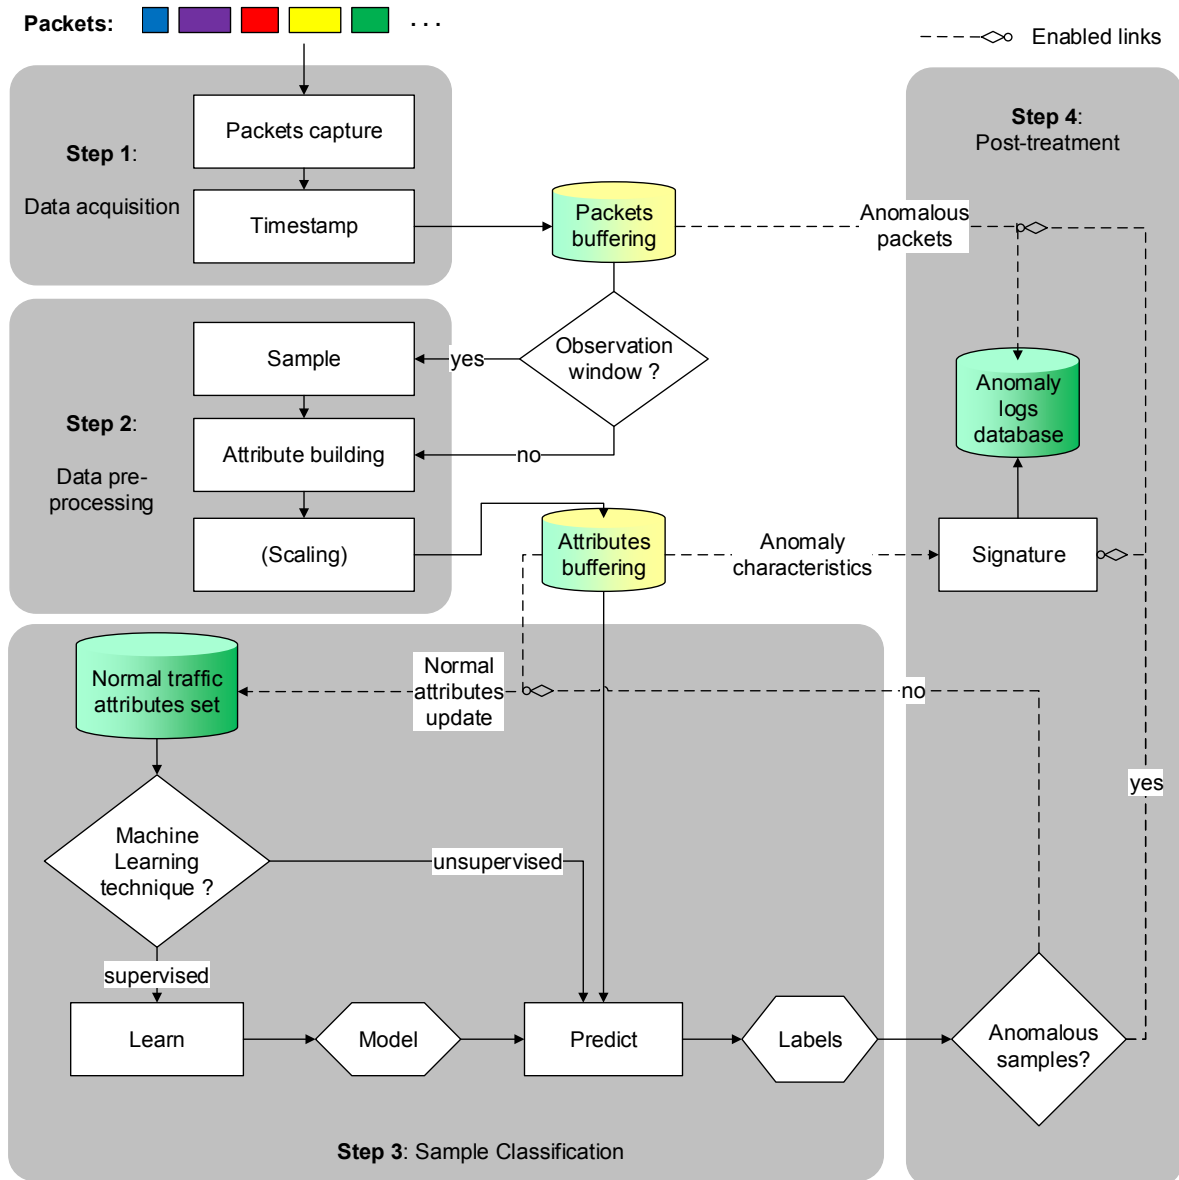 Packets: . . .
Enabled links
Step 1:
Data acquisition
Packets capture
Timestamp
Packets
buffering
Anomalous
packets
Step 4:
Post-treatment
Step 2:
Data pre-
processing
Sample
yes
Observation
window ?
Attribute building
no
(Scaling)
Attributes
buffering
Anomaly
characteristics
Anomaly
logs
database
Signature
Normal traffic
attributes set
Normal
attributes
update
no
yes
Machine
Learning
technique ?
unsupervised
supervised
Learn
Model
Predict
Labels
Anomalous
samples?
Step 3: Sample Classification